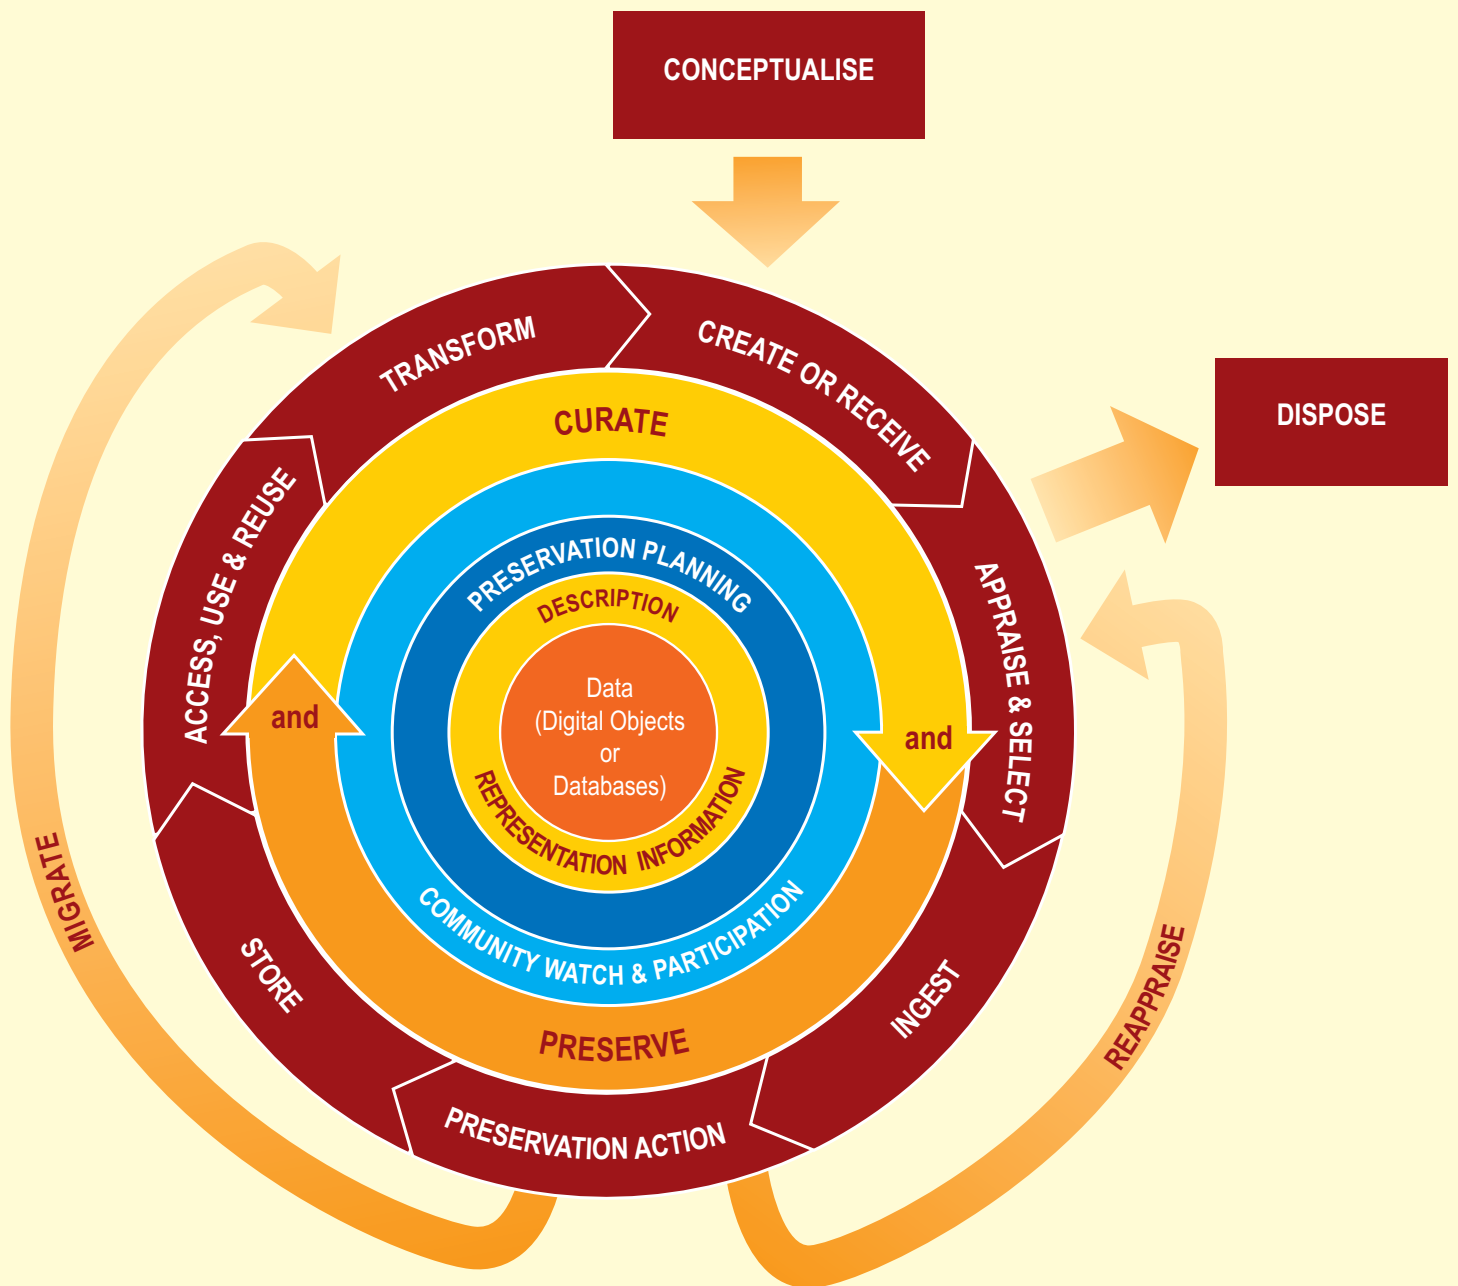 CONCEPTUALISE
DISPOSE
TRANSFORM
CREATE OR RECEIVE
APPRAISE & SELECT
INGEST
PRESERVATION ACTION
STORE
ACCESS, USE & REUSE
CURATE
and
PRESERVE
and
PRESERVATION PLANNING
COMMUNITY WATCH & PARTICIPATION
DESCRIPTION
REPRESENTATION INFORMATION
Data
(Digital Objects
or
Databases)
MIGRATE
REAPPRAISE